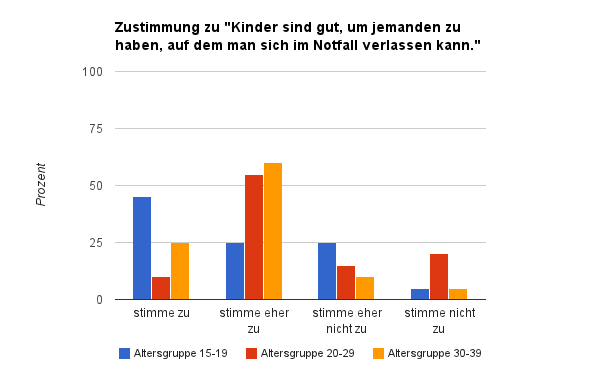 Zustimmung zu "Kinder sind gut, um jemanden zu
haben, auf dem man sich im Notfall verlassen kann."
100
75
50
25
0
Prozent
stimme zu
stimme eher
zu
stimme eher
nicht zu
stimme nicht
zu
Altersgruppe 15-19
Altersgruppe 20-29
Altersgruppe 30-39